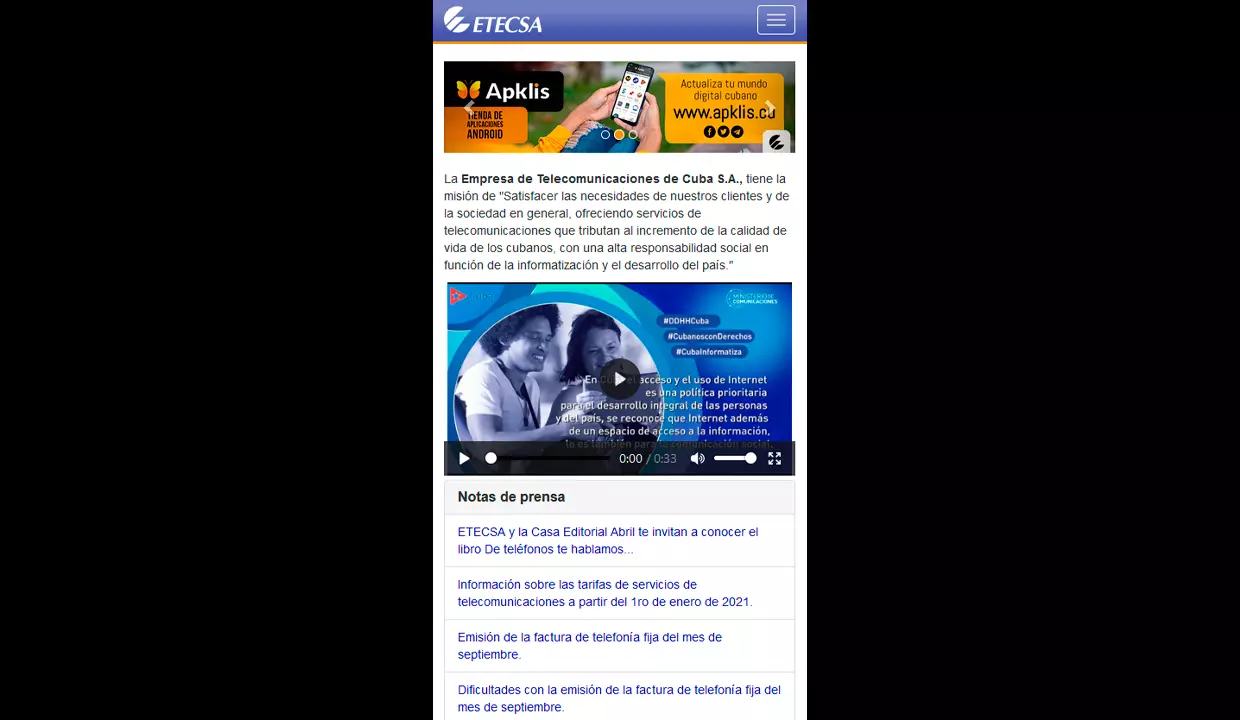 ETECSA
Apklis
TIENDA DE
APLICACIONES
ANDROID
Actualiza tu mundo
digital cubano
www.apklis.cu
La Empresa de Telecomunicaciones de Cuba S.A., tiene la
misión de "Satisfacer las necesidades de nuestros clientes y de
la sociedad en general, ofreciendo servicios de
telecomunicaciones que tributan al incremento de la calidad de
vida de los cubanos, con una alta responsabilidad social en
función de la informatización y el desarrollo del país."
MINISTERIO DE
COMUNICACIONES
#DDHHCuba
#CubanosconDerechos
#CubaInformatiza
En Cuba el acceso y el uso de Internet
es una política prioritaria
para el desarrollo integral de las personas
y del país, se reconoce que Internet además
de un espacio de acceso a la información,
lo es también para la comunicación social,
0:00 / 0:33
Notas de prensa
ETECSA y la Casa Editorial Abril te invitan a conocer el
libro De teléfonos te hablamos...
Información sobre las tarifas de servicios de
telecomunicaciones a partir del 1ro de enero de 2021.
Emisión de la factura de telefonía fija del mes de
septiembre.
Dificultades con la emisión de la factura de telefonía fija del
mes de septiembre.